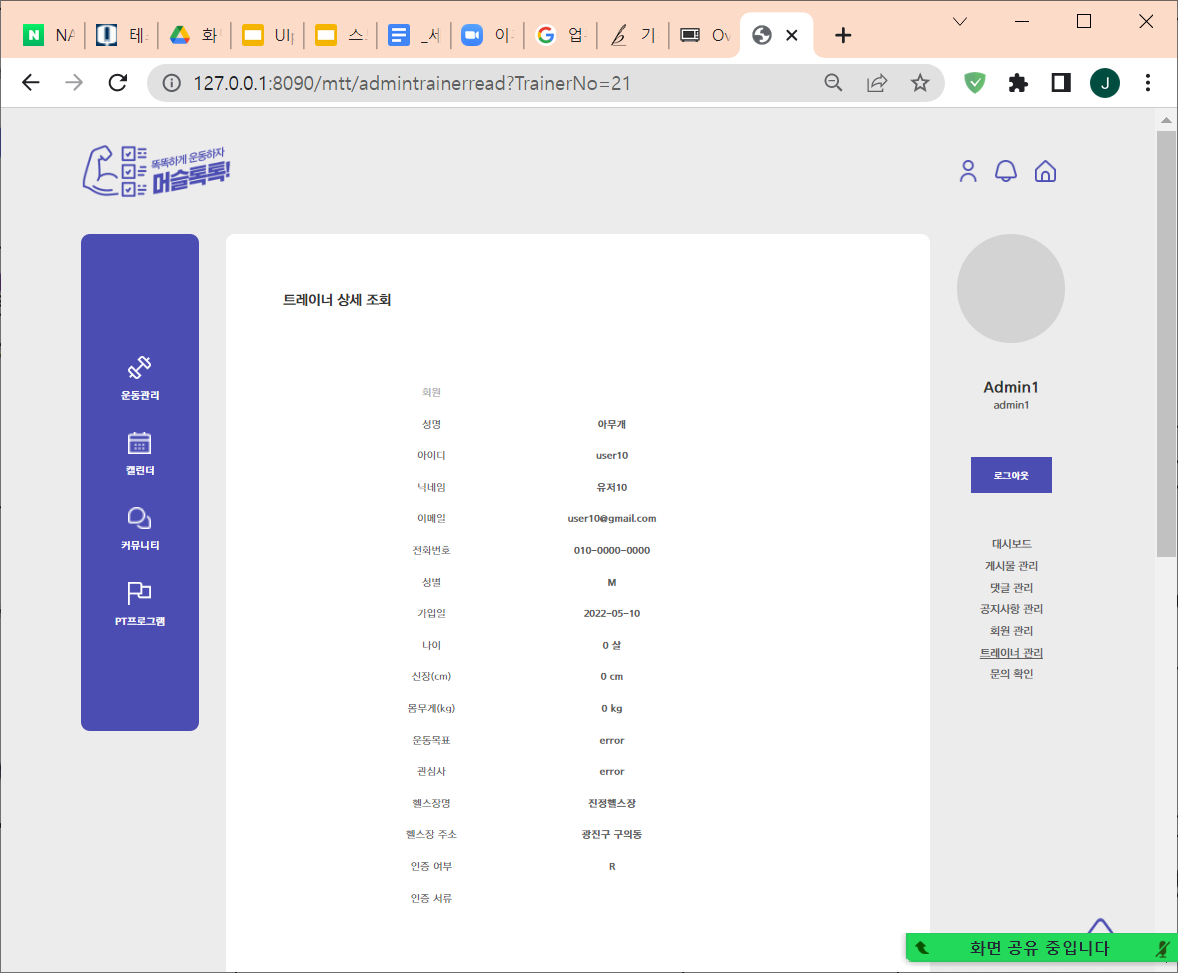 NA
테
화
UI
스
_세
이
업
기
Ov
127.0.0.1:8090/mtt/admintrainerread?TrainerNo=21
J
똑똑하게 운동하자
머슬톡톡!
운동관리
캘린더
커뮤니티
PT프로그램
트레이너 상세 조회
회원
성명 아무개
아이디 user10
닉네임 유저10
이메일 user10@gmail.com
전화번호 010-0000-0000
성별 M
가입일 2022-05-10
나이 0 살
신장(cm) 0 cm
몸무게(kg) 0 kg
운동목표 error
관심사 error
헬스장명 진정헬스장
헬스장 주소 광진구 구의동
인증 여부 R
인증 서류
Admin1
admin1
로그아웃
대시보드
게시물 관리
댓글 관리
공지사항 관리
회원 관리
트레이너 관리
문의 확인
화면 공유 중입니다